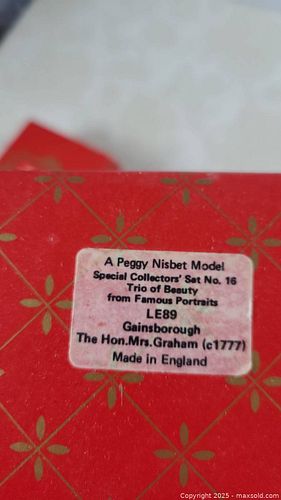 A Peggy Nisbet Model
Special Collectors' Sat No. 16
Trio of Beauty
from Famous Portraits
LE89
Gainsborough
The Hon.Mrs.Graham (c1777)
Made in England
Copyright 2025 - maxsold.com